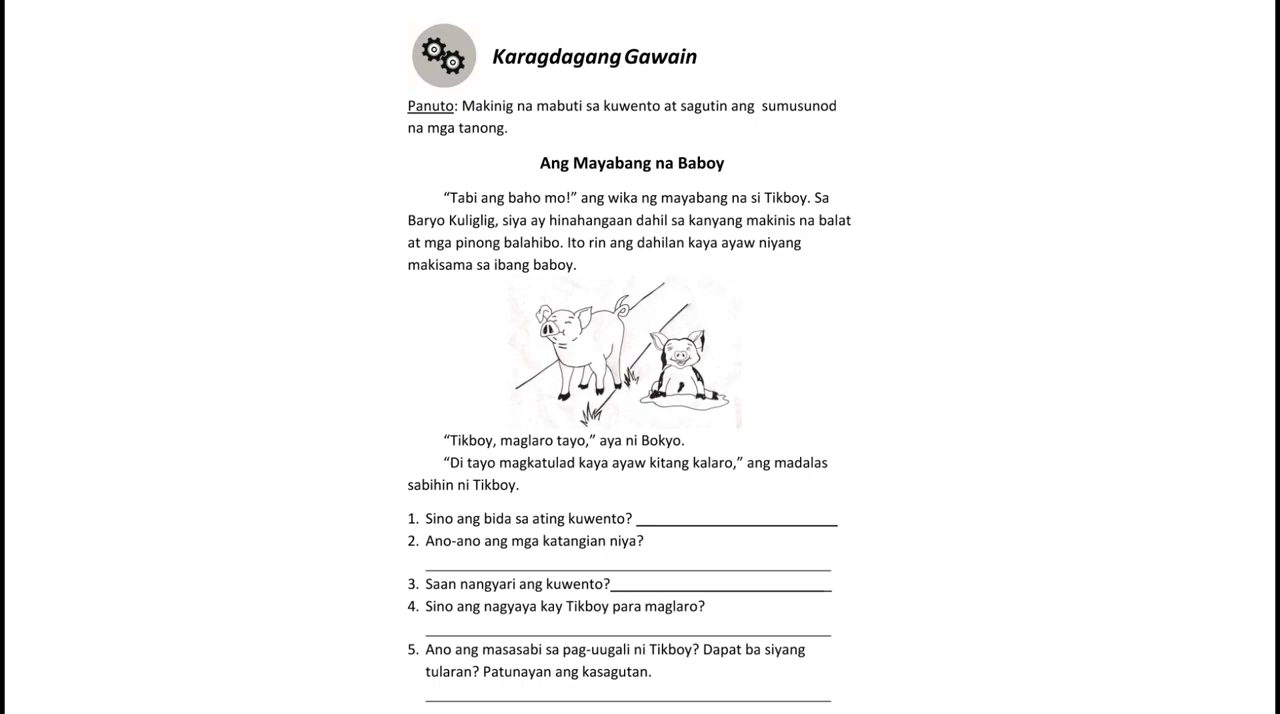 Karagdagang Gawain
Panuto: Makinig na mabuti sa kuwento at sagutin ang sumusunod
na mga tanong.
Ang Mayabang na Baboy
“Tabi ang baho mo!” ang wika ng mayabang na si Tikboy. Sa
Baryo Kuliglig, siya ay hinahangaan dahil sa kanyang makinis na balat
at mga pinong balahibo. Ito rin ang dahilan kaya ayaw niyang
makisama sa ibang baboy.
“Tikboy, maglaro tayo,” aya ni Bokyo.
“Di tayo magkatulad kaya ayaw kitang kalaro,” ang madalas
sabihin ni Tikboy.
1. Sino ang bida sa ating kuwento? ____________________
2. Ano-ano ang mga katangian niya?
____________________
3. Saan nangyari ang kuwento?____________________
4. Sino ang nagyaya kay Tikboy para maglaro?
____________________
5. Ano ang masasabi sa pag-uugali ni Tikboy? Dapat ba siyang
tularan? Patunayan ang kasagutan.
____________________